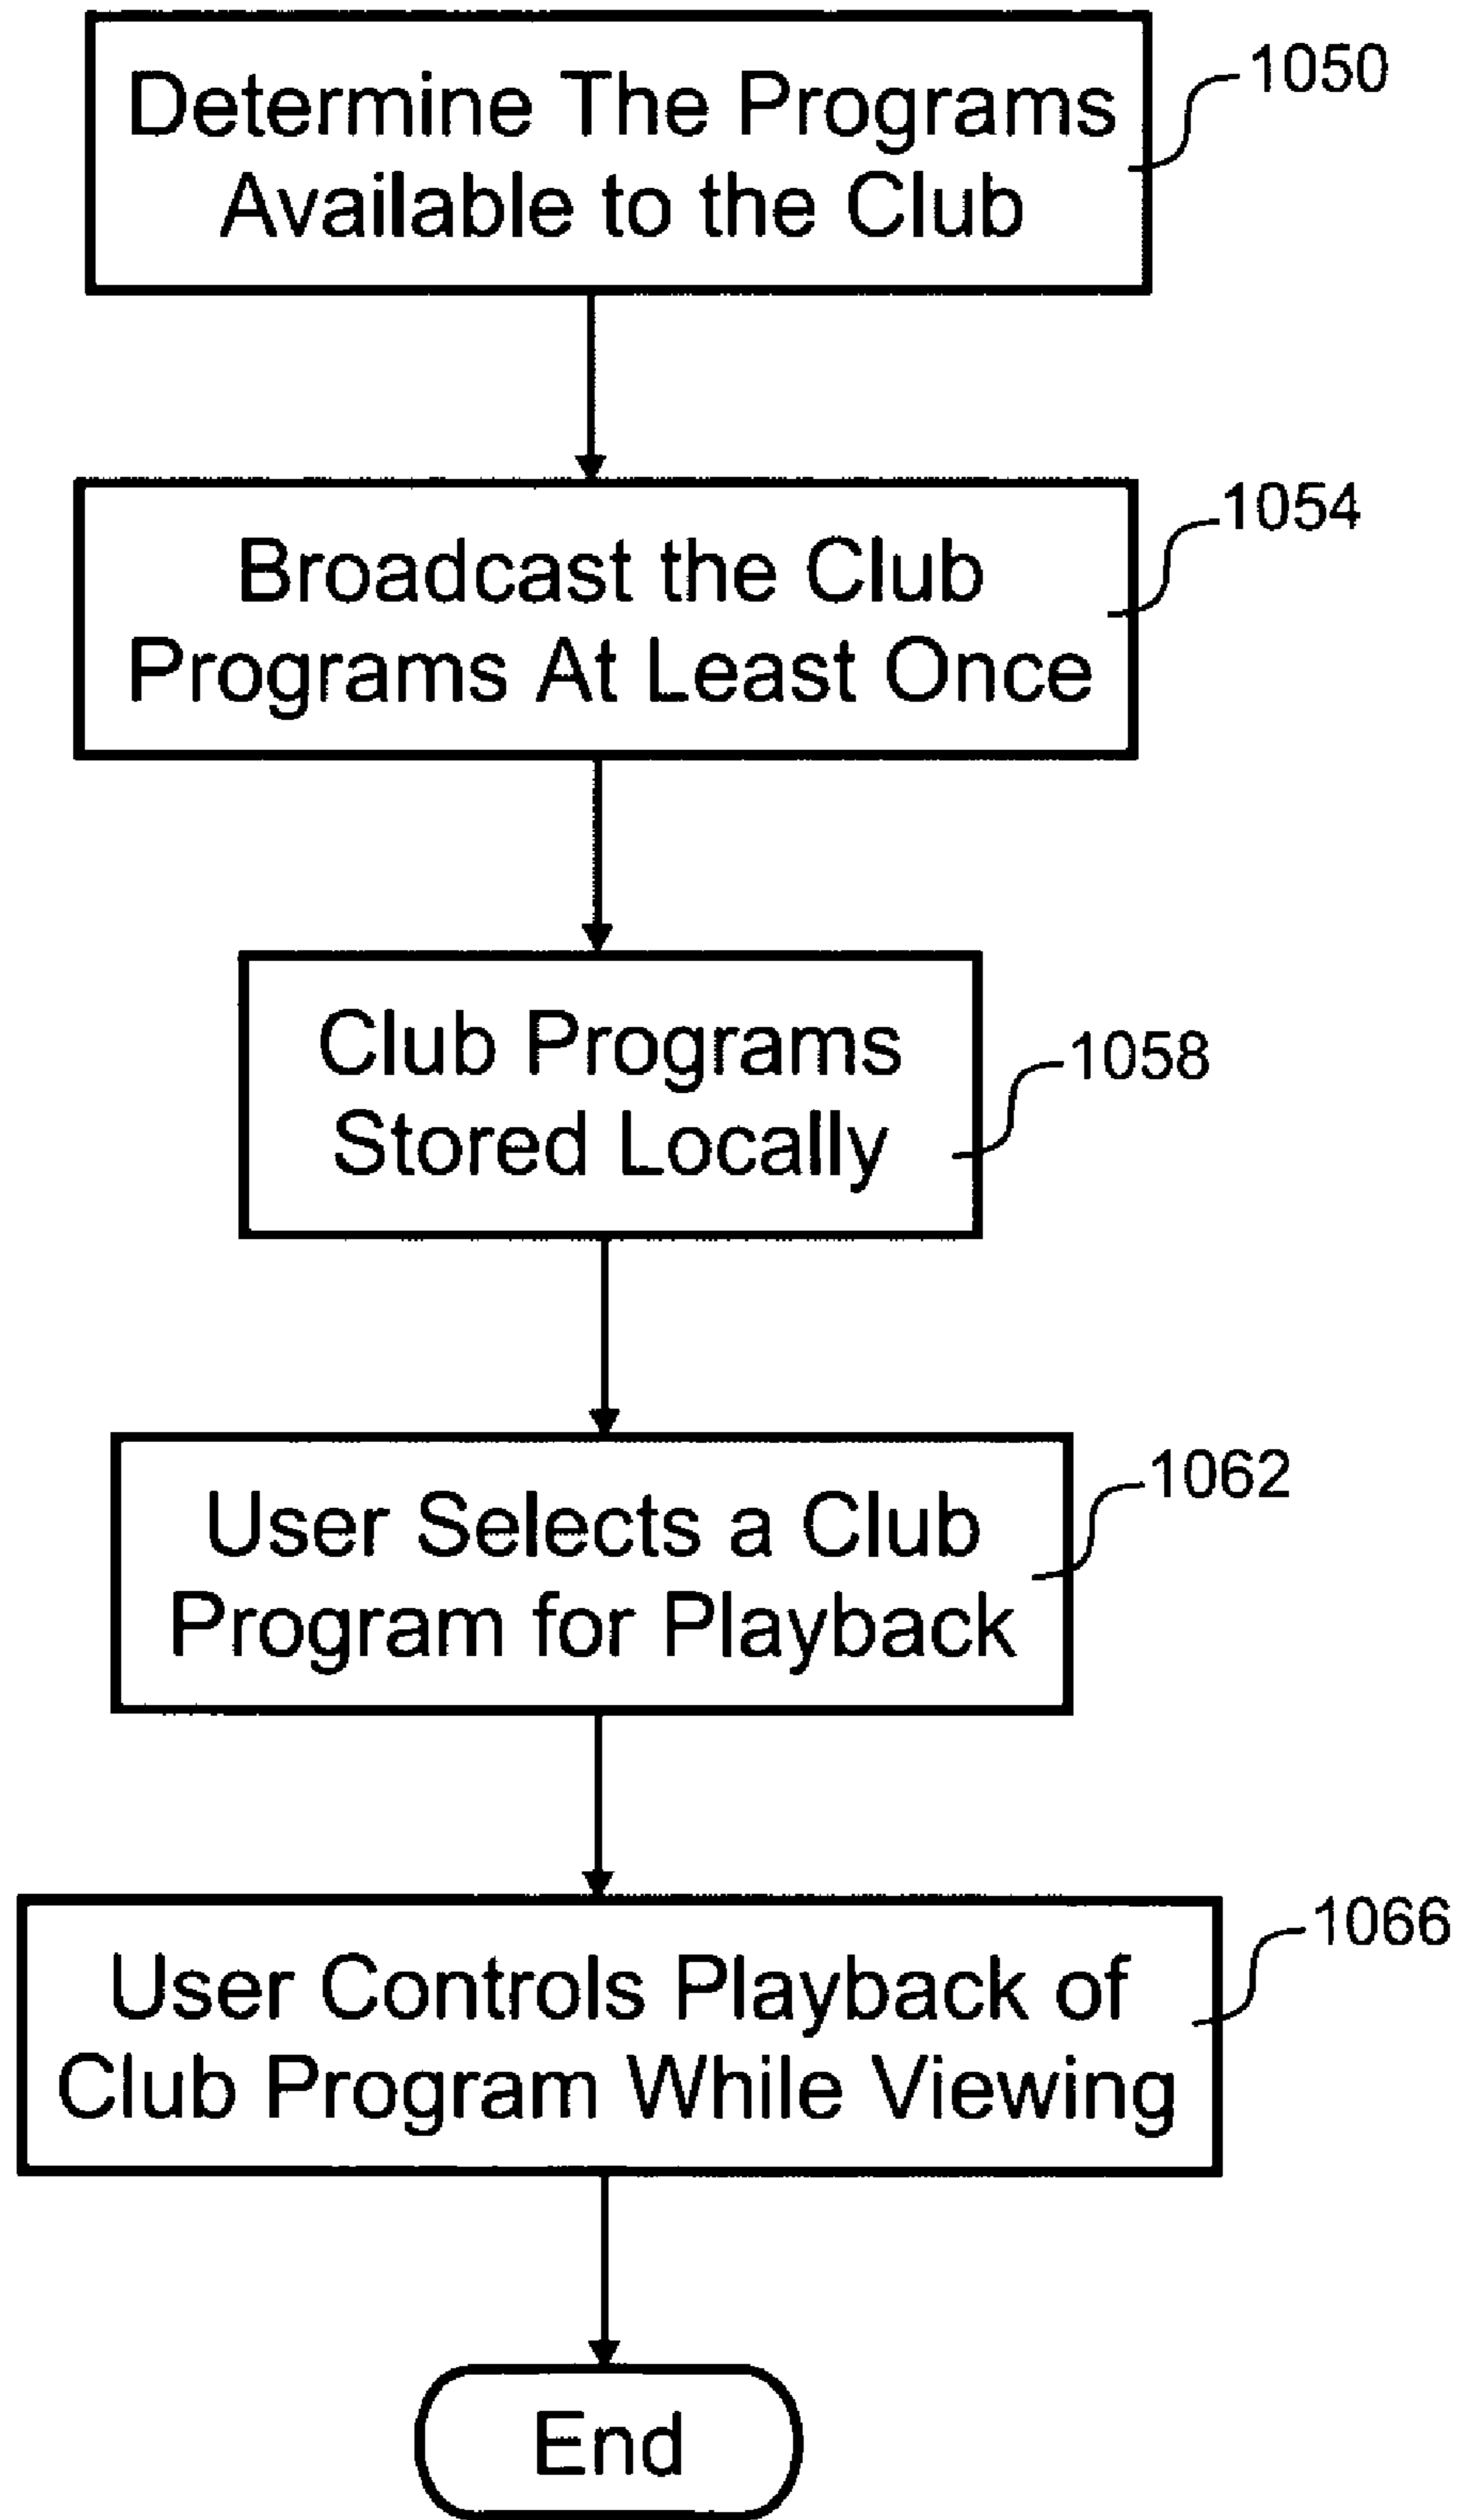 Determine The Programs
Available to the Club
1050
Broadcast the Club
Programs At Least Once
1054
Club Programs
Stored Locally
1058
User Selects a Club
Program for Playback
1062
User Controls Playback of
Club Program While Viewing
1066
End